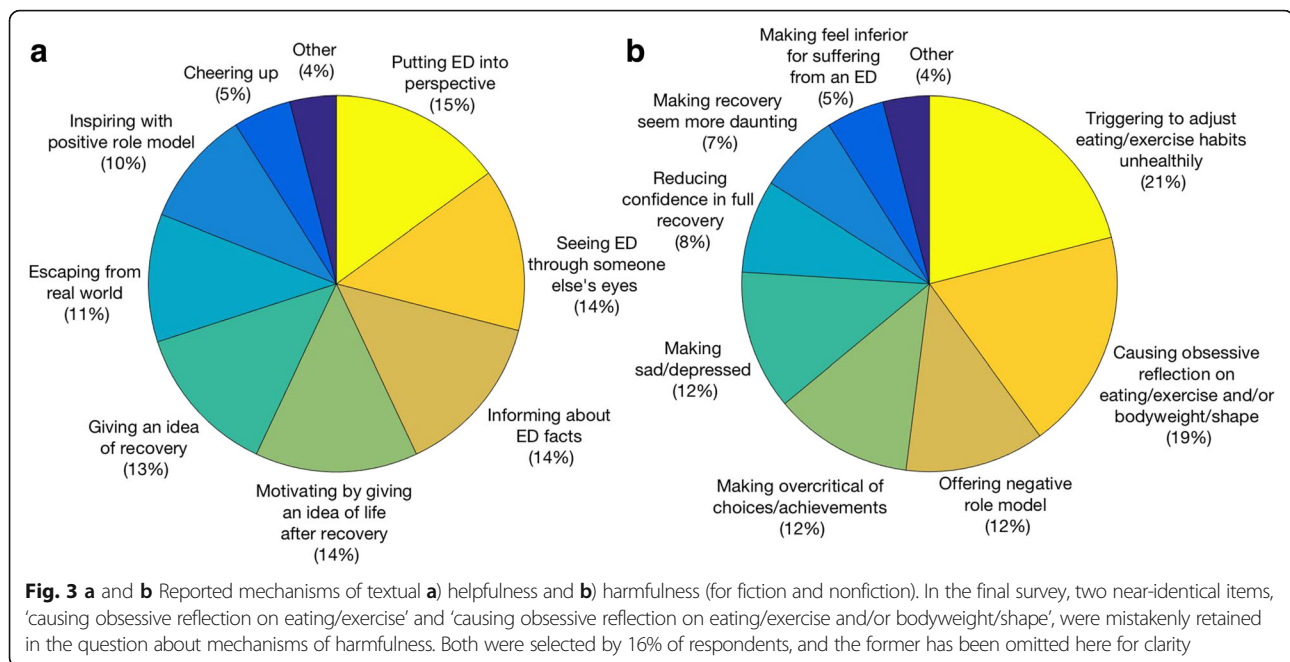 a
Other
(4%)
Cheering up
(5%)
Putting ED into
perspective
(15%)
Inspiring with
positive role model
(10%)
Seeing ED
through someone
else's eyes
(14%)
Escaping from
real world
(11%)
Informing about
ED facts
(14%)
Giving an idea
of recovery
(13%)
Motivating by giving
an idea of life
after recovery
(14%)
b
Making feel inferior
for suffering
from an ED
(5%)
Other
(4%)
Making recovery
seem more daunting
(7%)
Triggering to adjust
eating/exercise habits
unhealthily
(21%)
Reducing
confidence in full
recovery
(8%)
Making
sad/depressed
(12%)
Causing obsessive
reflection on
eating/exercise and/or
bodyweight/shape
(19%)
Making overcritical of
choices/achievements
(12%)
Offering negative
role model
(12%)
Fig. 3 a and b Reported mechanisms of textual a) helpfulness and b) harmfulness (for fiction and nonfiction). In the final survey, two near-identical items,
‘causing obsessive reflection on eating/exercise’ and ‘causing obsessive reflection on eating/exercise and/or bodyweight/shape’, were mistakenly retained
in the question about mechanisms of harmfulness. Both were selected by 16% of respondents, and the former has been omitted here for clarity